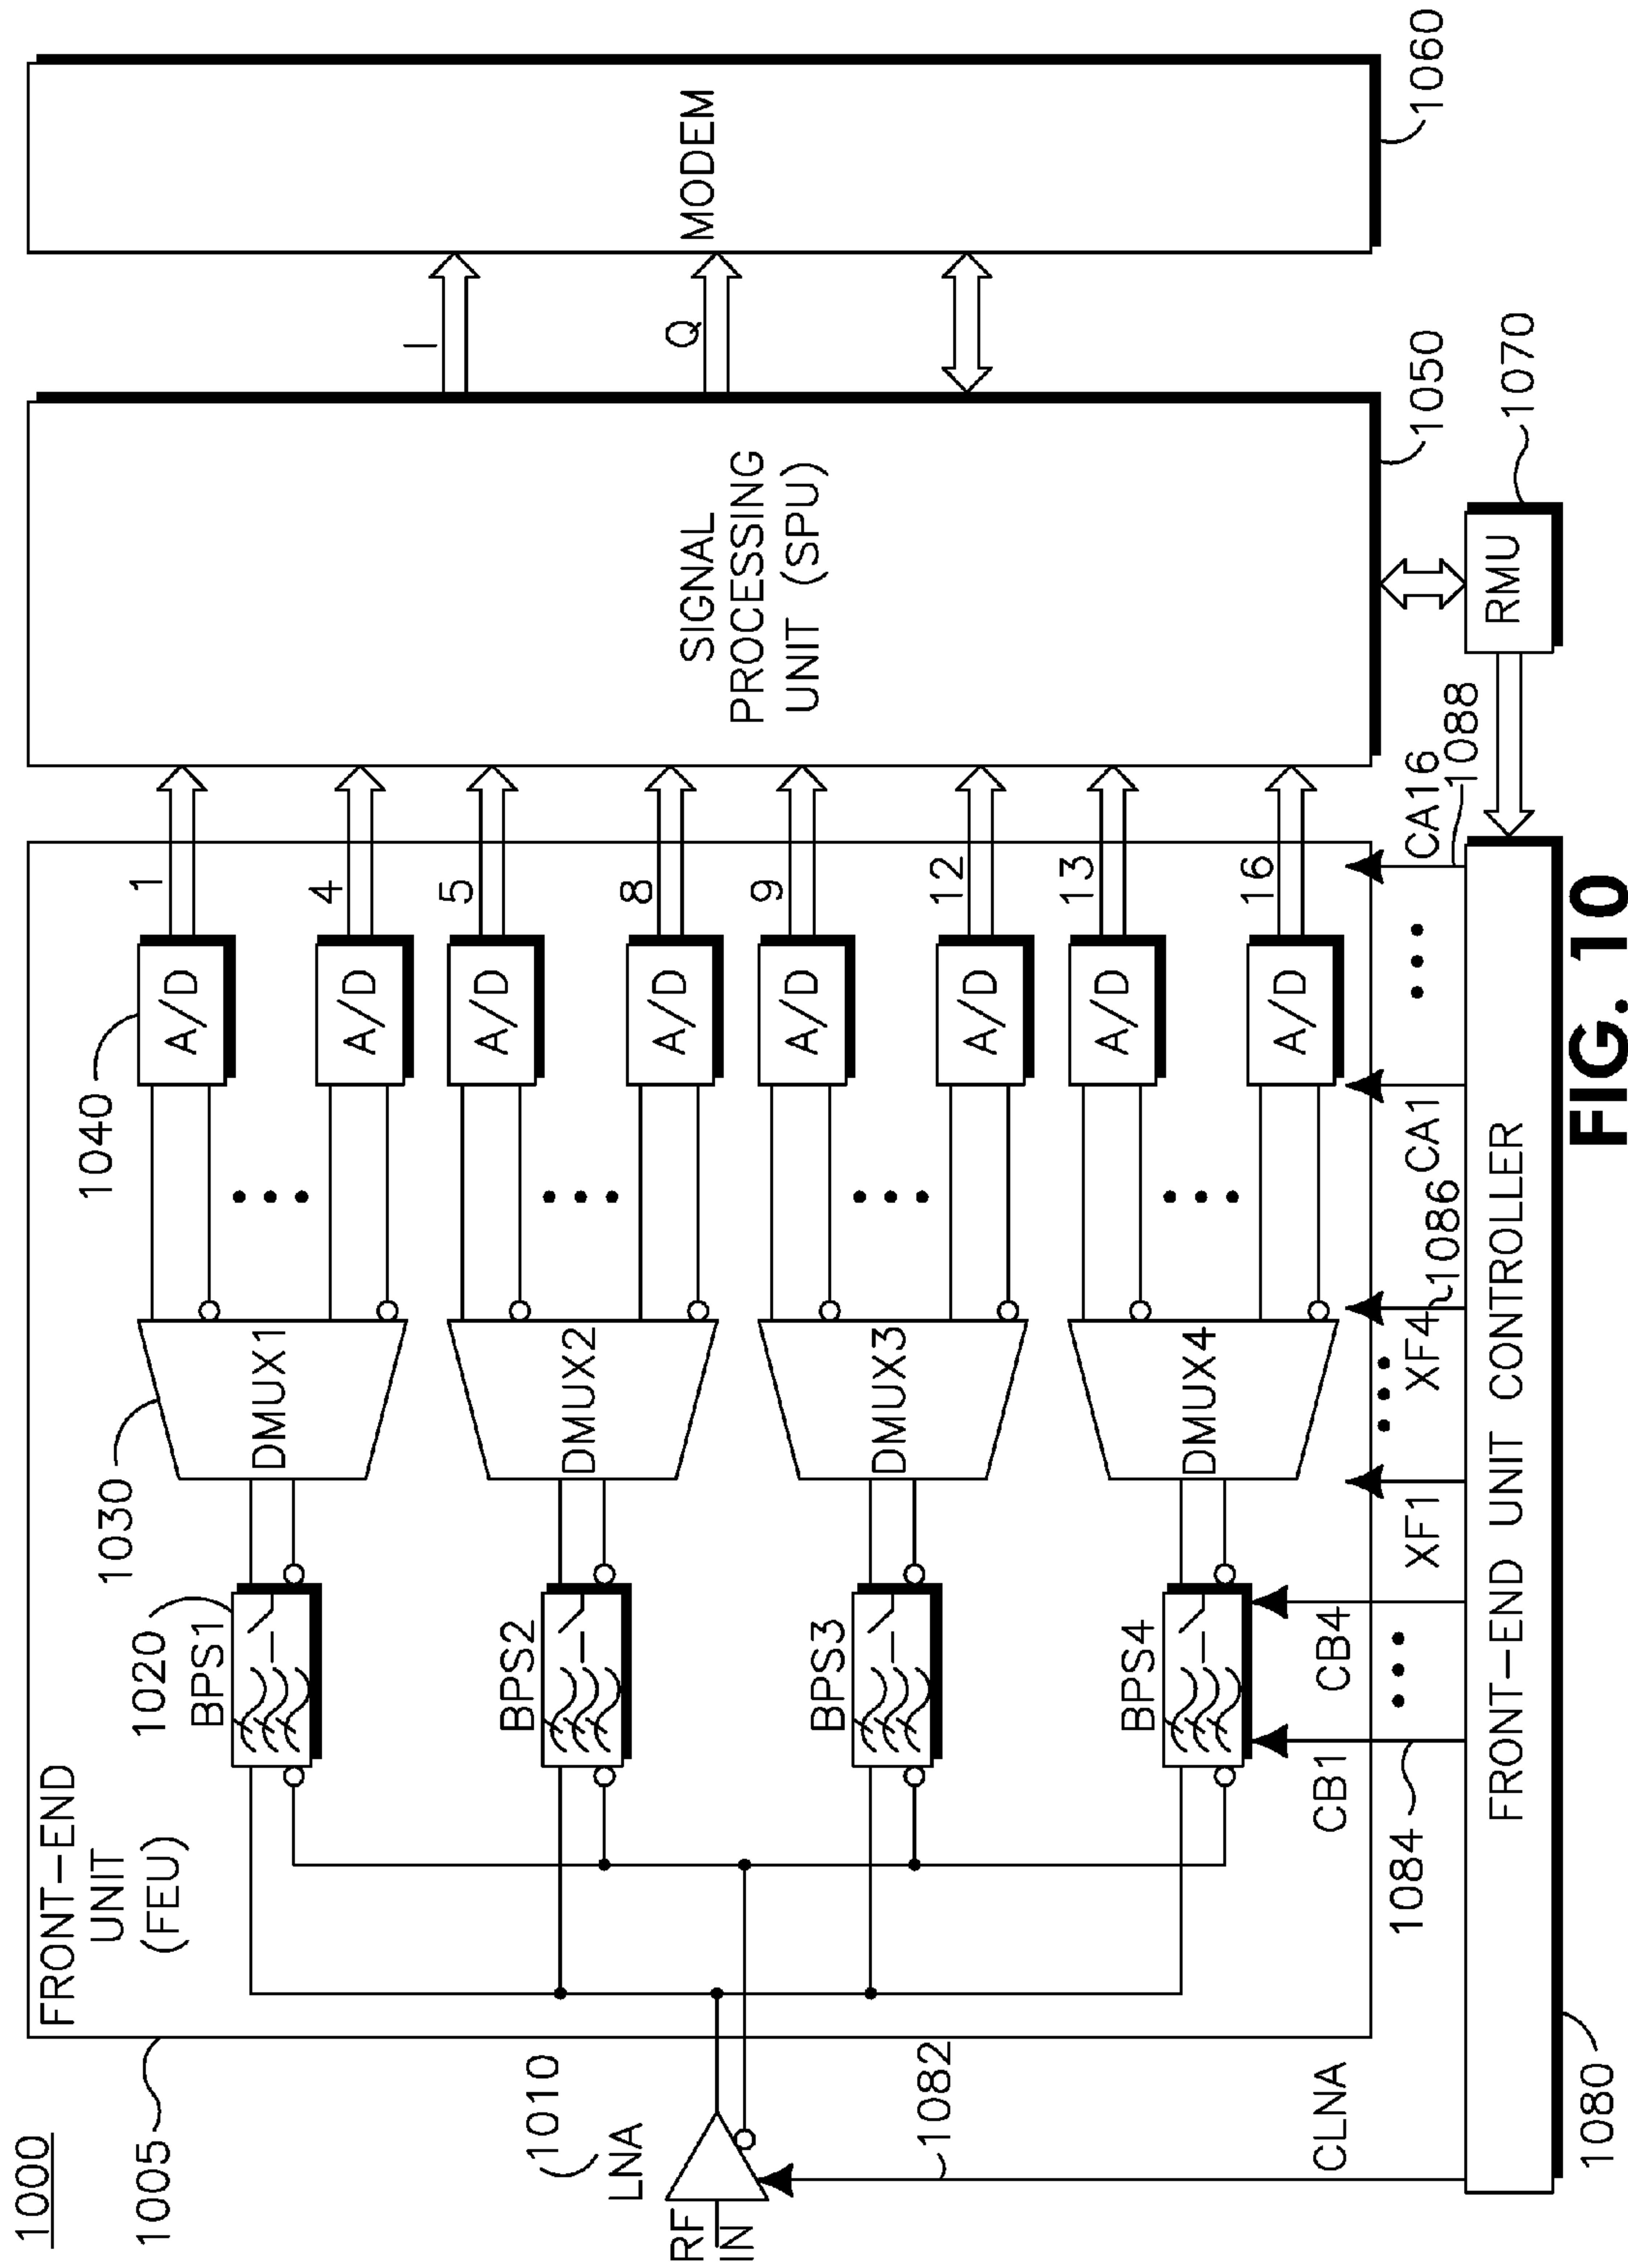 1000
1005
FRONT-END
UNIT
(FEU)
1010
LNA
RF
IN
1082
CLNA
1020
BPS1
BPS2
BPS3
BPS4
1030
DMUX1
DMUX2
DMUX3
DMUX4
1040
A/D
A/D
A/D
A/D
A/D
A/D
A/D
A/D
1
4
5
8
9
12
13
16
SIGNAL
PROCESSING
UNIT (SPU)
I
Q
MODEM
1060
1050
1070
RMU
1084
CB1
CB4
XF1
XF4
1086
CA1
CA16
1088
FRONT-END UNIT CONTROLLER
1080
FIG. 10